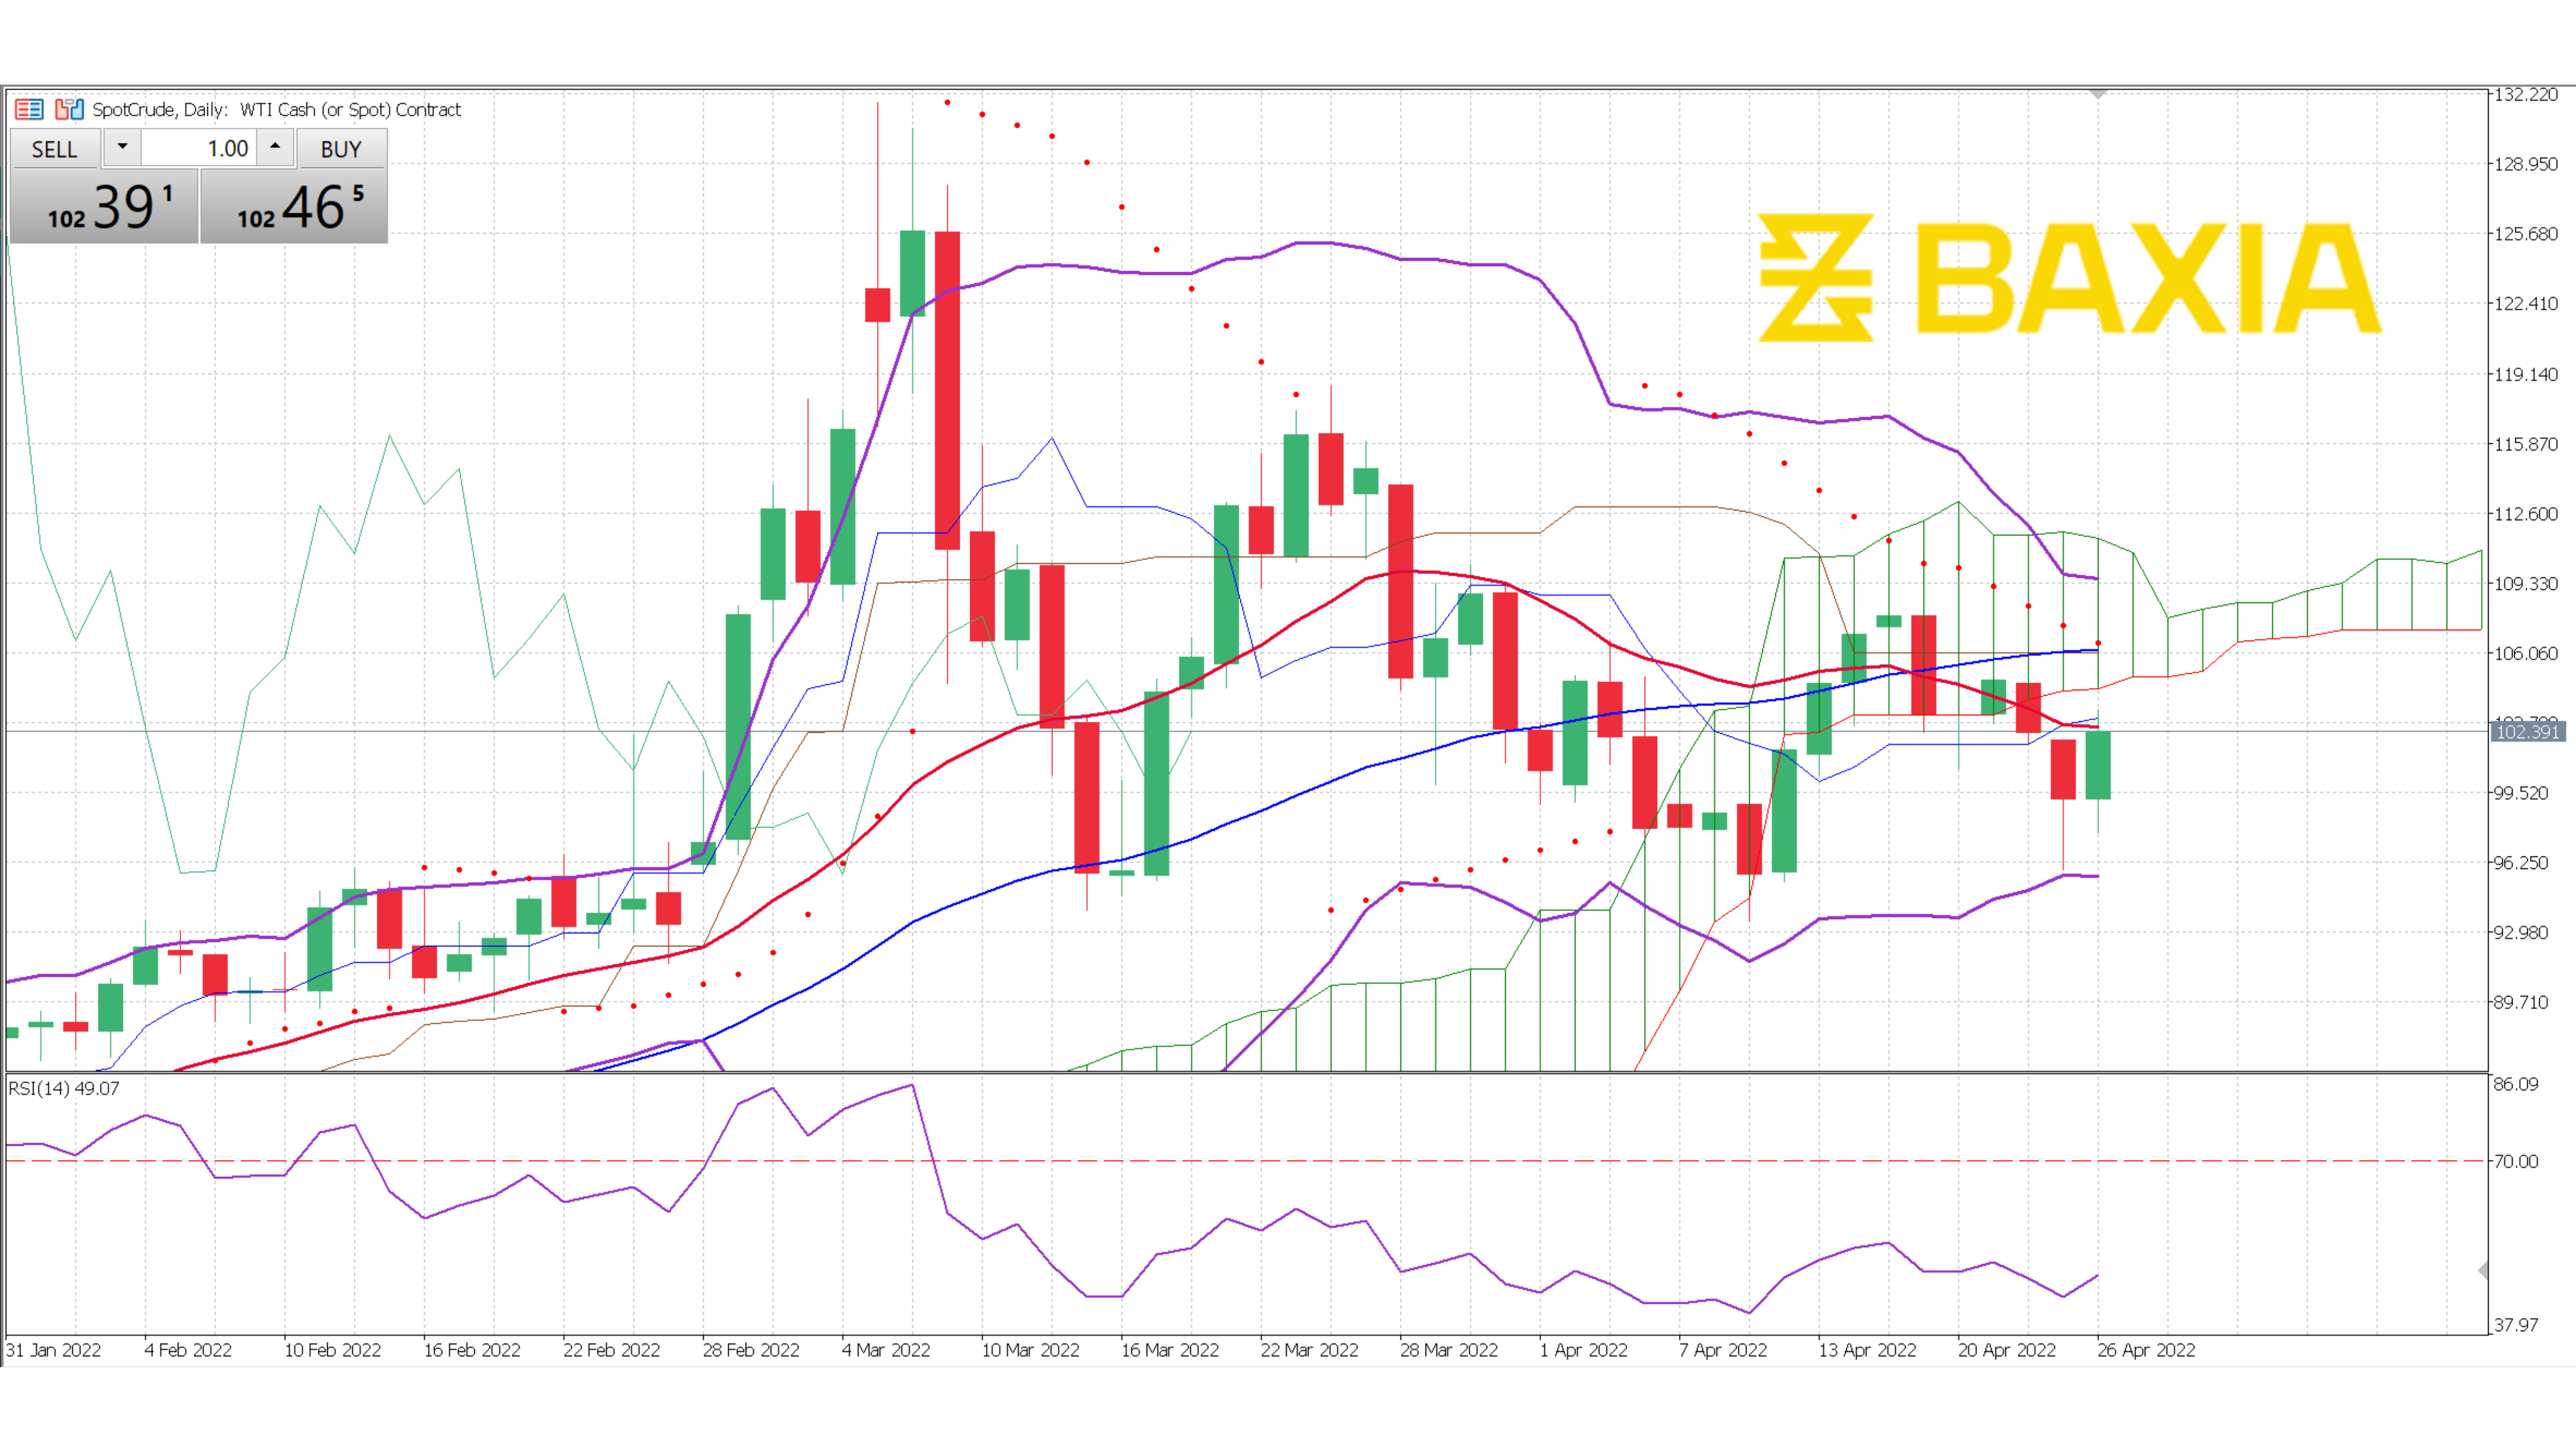 SpotCrude, Daily: WTI Cash (or Spot) Contract
SELL 1.00 BUY
102 39 1 102 46 5
BAXIA
132.220
128.950
125.680
122.410
119.140
115.870
112.600
109.330
106.060
102.391
99.520
96.250
92.980
89.710
RSI(14) 49.07
86.09
70.00
37.97
31 Jan 2022 4 Feb 2022 10 Feb 2022 16 Feb 2022 22 Feb 2022 28 Feb 2022 4 Mar 2022 10 Mar 2022 16 Mar 2022 22 Mar 2022 28 Mar 2022 1 Apr 2022 7 Apr 2022 13 Apr 2022 20 Apr 2022 26 Apr 2022